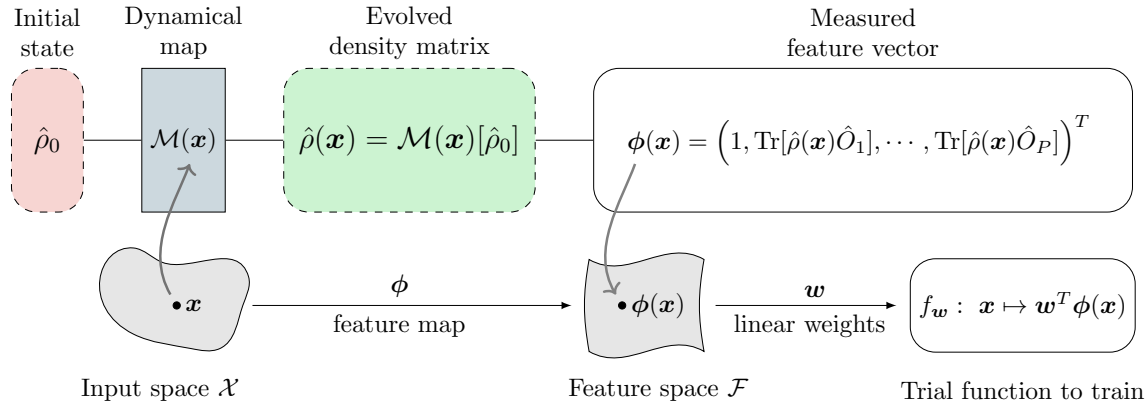 Initial
state
Dynamical
map
Evolved
density matrix
Measured
feature vector
ρ̂₀
𝓜(𝒙)
ρ̂(𝒙) = 𝓜(𝒙)[ρ̂₀]
𝝓(𝒙) = (1, Tr[ρ̂(𝒙)Ô₁], ⋯ , Tr[ρ̂(𝒙)Ô_P])^T
𝒙
𝝓
feature map
𝝓(𝒙)
𝒘
linear weights
f_𝒘 : 𝒙 ↦ 𝒘^T 𝝓(𝒙)
Input space 𝒳
Feature space ℱ
Trial function to train